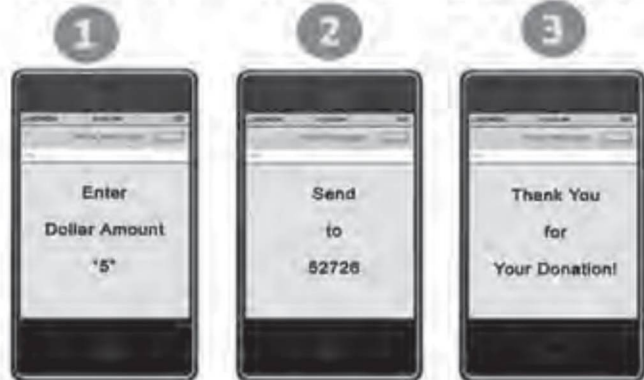 1
2
3
Enter
Dollar Amount
"5"
Send
to
52726
Thank You
for
Your Donation!